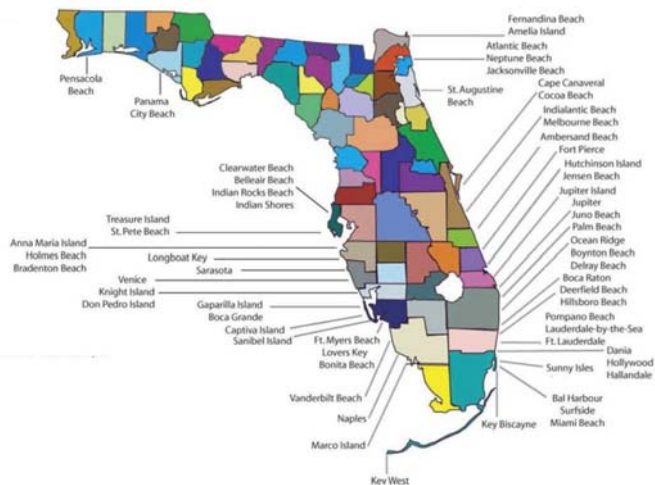 Fernandina Beach
Amelia Island
Atlantic Beach
Neptune Beach
Jacksonville Beach
St. Augustine
Beach
Cape Canaveral
Cocoa Beach
Indialantic Beach
Melbourne Beach
Ambersand Beach
Fort Pierce
Hutchinson Island
Jensen Beach
Jupiter Island
Jupiter
Juno Beach
Palm Beach
Ocean Ridge
Boynton Beach
Delray Beach
Boca Raton
Deerfield Beach
Hillsboro Beach
Pompano Beach
Lauderdale-by-the-Sea
Ft. Lauderdale
Dania
Hollywood
Hallandale
Sunny Isles
Bal Harbour
Surfside
Miami Beach
Key Biscayne
Pensacola
Beach
Panama
City Beach
Clearwater Beach
Belleair Beach
Indian Rocks Beach
Indian Shores
Treasure Island
St. Pete Beach
Anna Maria Island
Holmes Beach
Bradenton Beach
Longboat Key
Sarasota
Venice
Knight Island
Don Pedro Island
Gaparilla Island
Boca Grande
Captiva Island
Sanibel Island
Ft. Myers Beach
Lovers Key
Bonita Beach
Vanderbilt Beach
Naples
Marco Island
Key West